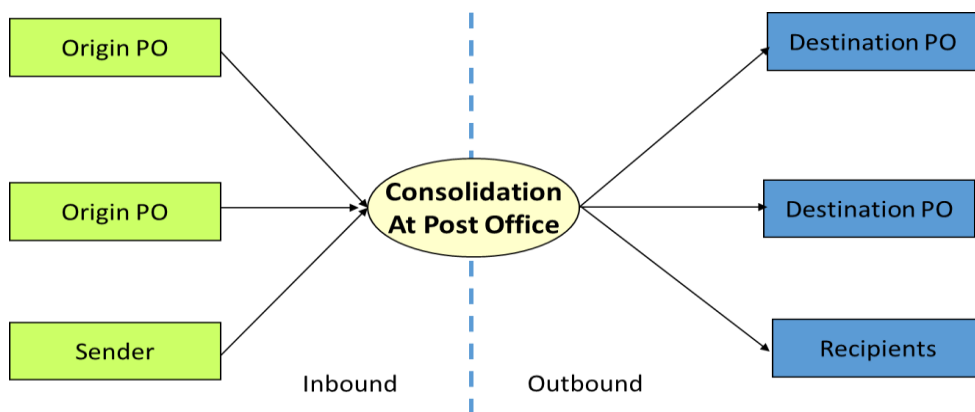 Origin PO
Destination PO
Origin PO
Consolidation
At Post Office
Destination PO
Sender
Recipients
Inbound
Outbound